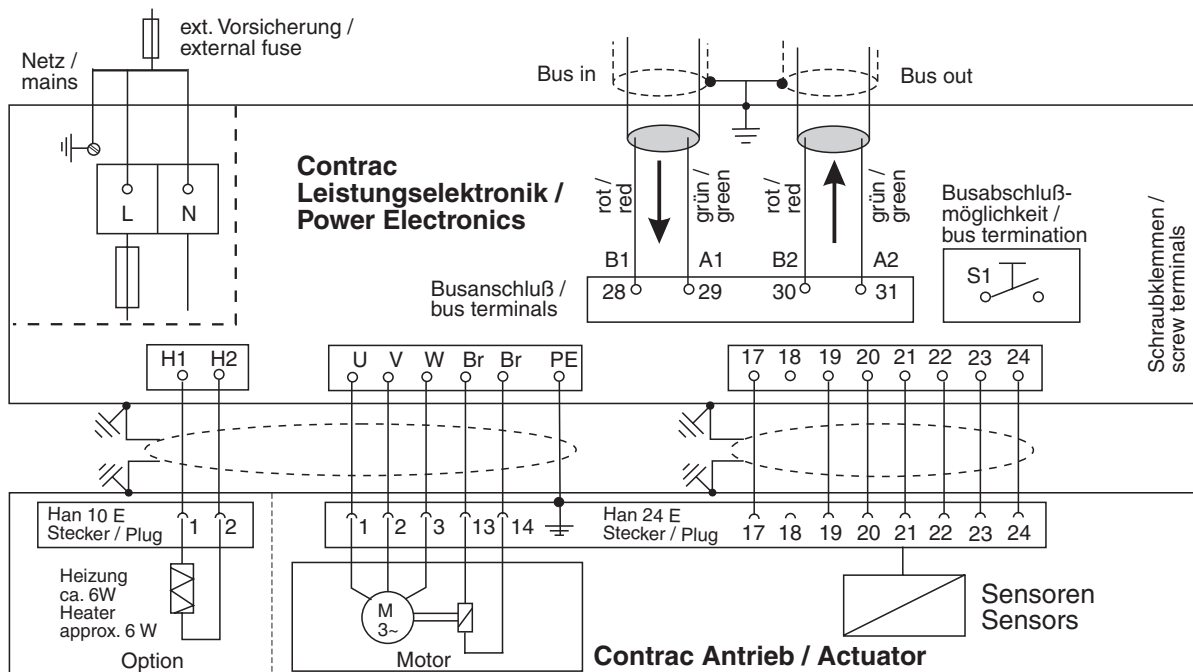 ext. Vorsicherung /
external fuse
Netz /
mains
Bus in
Bus out
Contrac
Leistungselektronik /
Power Electronics
L
N
rot /
red
grün /
green
rot /
red
grün /
green
Busabschluß-
möglichkeit /
bus termination
S1
Schraubklemmen /
screw terminals
B1 A1 B2 A2
Busanschluß /
bus terminals
28 29 30 31
H1 H2
U V W Br Br PE
17 18 19 20 21 22 23 24
Han 10 E
Stecker / Plug
1 2
1 2 3 13 14
Han 24 E
Stecker / Plug
17 18 19 20 21 22 23 24
Heizung
ca. 6W
Heater
approx. 6 W
Option
M
3~
Motor
Sensoren
Sensors
Contrac Antrieb / Actuator